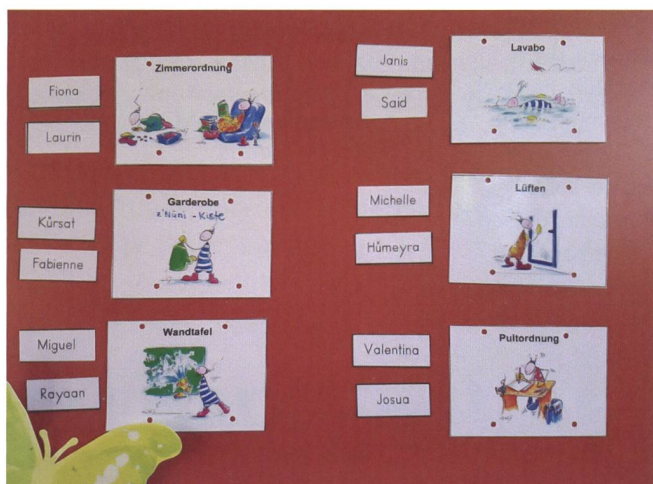 Zimmerordnung
Fiona
Laurin
Garderobe
z'Nüni - Kiste
Kürsat
Fabienne
Wandtafel
Miguel
Rayaan
Lavabo
Janis
Said
Lüften
Michelle
Hümeyra
Pultordnung
Valentina
Josua